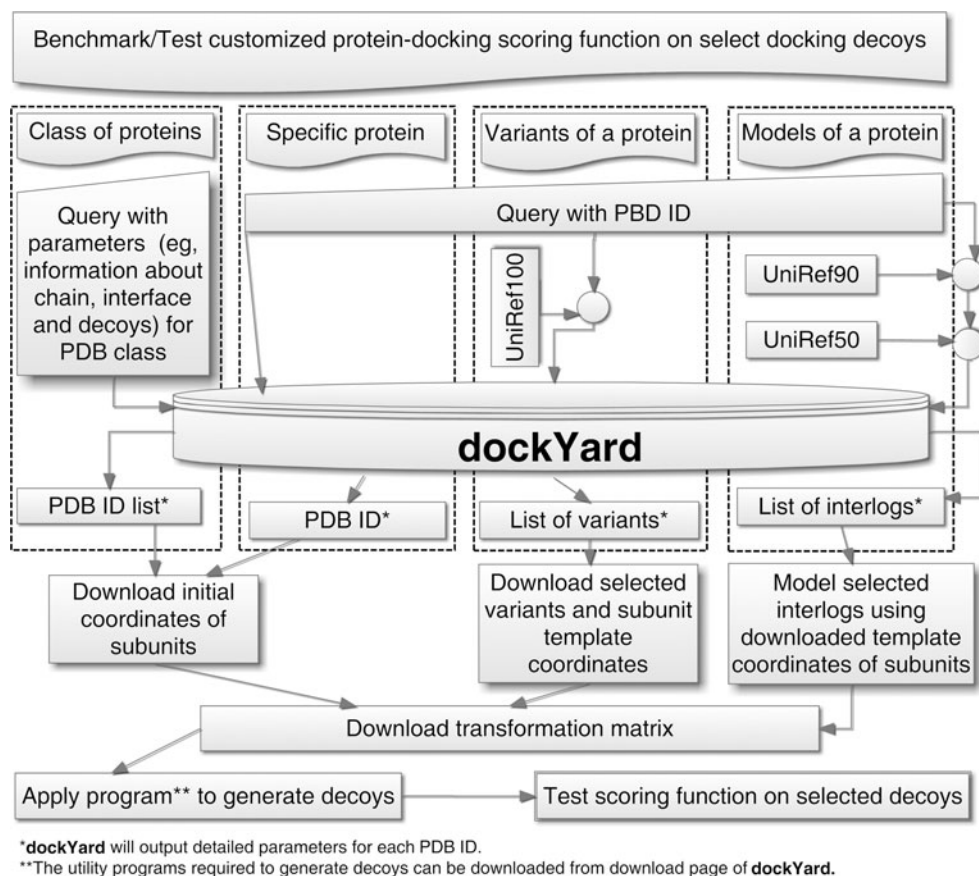 Benchmark/Test customized protein-docking scoring function on select docking decoys
Class of proteins
Specific protein
Variants of a protein
Models of a protein
Query with
parameters (eg,
information about
chain, interface
and decoys) for
PDB class
Query with PBD ID
UniRef100
UniRef90
UniRef50
dockYard
PDB ID list*
PDB ID*
List of variants*
List of interlogs*
Download initial
coordinates of
subunits
Download selected
variants and subunit
template
coordinates
Model selected
interlogs using
downloaded template
coordinates of subunits
Download transformation matrix
Apply program** to generate decoys
Test scoring function on selected decoys
*dockYard will output detailed parameters for each PDB ID.
**The utility programs required to generate decoys can be downloaded from download page of dockYard.